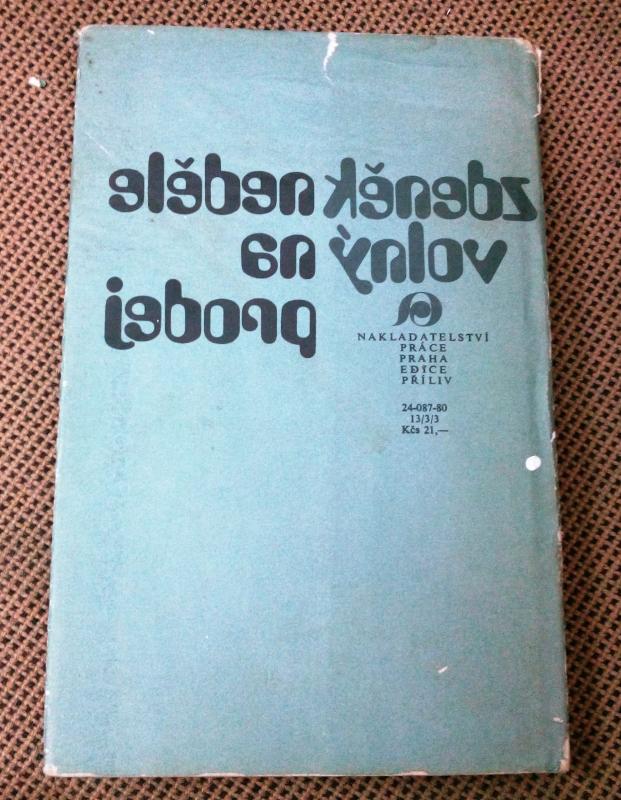 zdeněk
volný
neděle
na
prodej
NAKLADATELSTVÍ
PRÁCE
PRAHA
EDICE
PŘÍLIV
24-087-80
13/3/3
Kčs 21,—